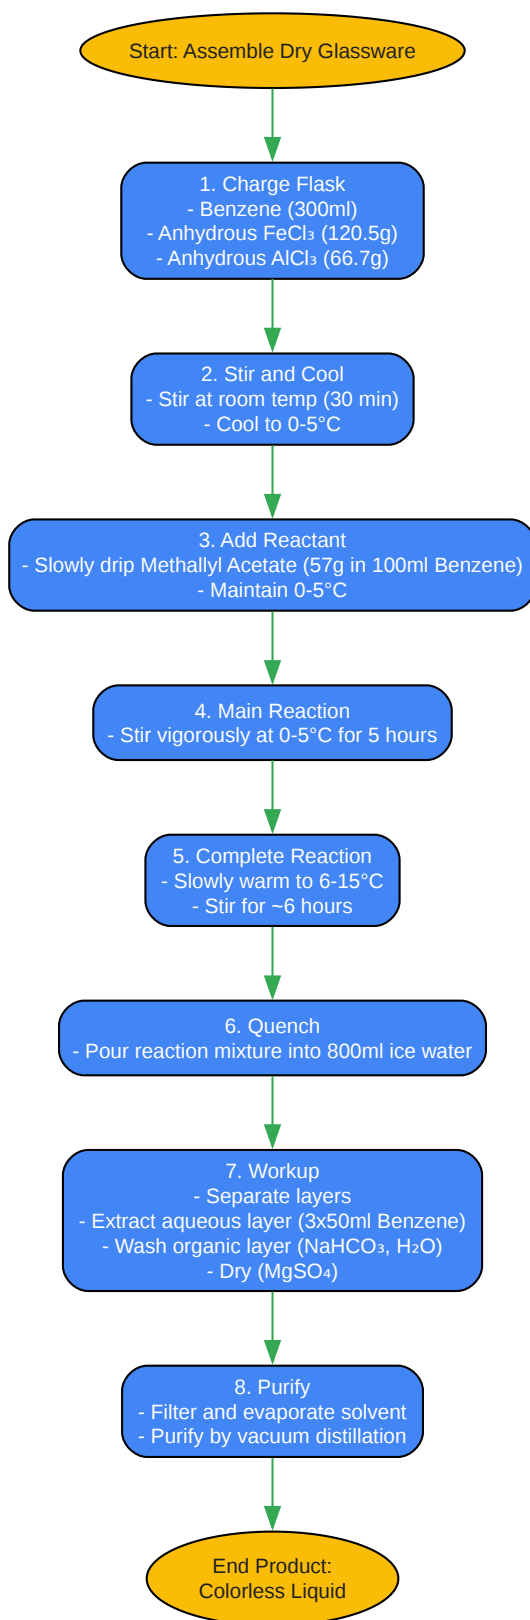 Start: Assemble Dry Glassware
1. Charge Flask
- Benzene (300ml)
- Anhydrous FeCl₃ (120.5g)
- Anhydrous AlCl₃ (66.7g)
2. Stir and Cool
- Stir at room temp (30 min)
- Cool to 0-5°C
3. Add Reactant
- Slowly drip Methallyl Acetate (57g in 100ml Benzene)
- Maintain 0-5°C
4. Main Reaction
- Stir vigorously at 0-5°C for 5 hours
5. Complete Reaction
- Slowly warm to 6-15°C
- Stir for ~6 hours
6. Quench
- Pour reaction mixture into 800ml ice water
7. Workup
- Separate layers
- Extract aqueous layer (3x50ml Benzene)
- Wash organic layer (NaHCO₃, H₂O)
- Dry (MgSO₄)
8. Purify
- Filter and evaporate solvent
- Purify by vacuum distillation
End Product:
Colorless Liquid